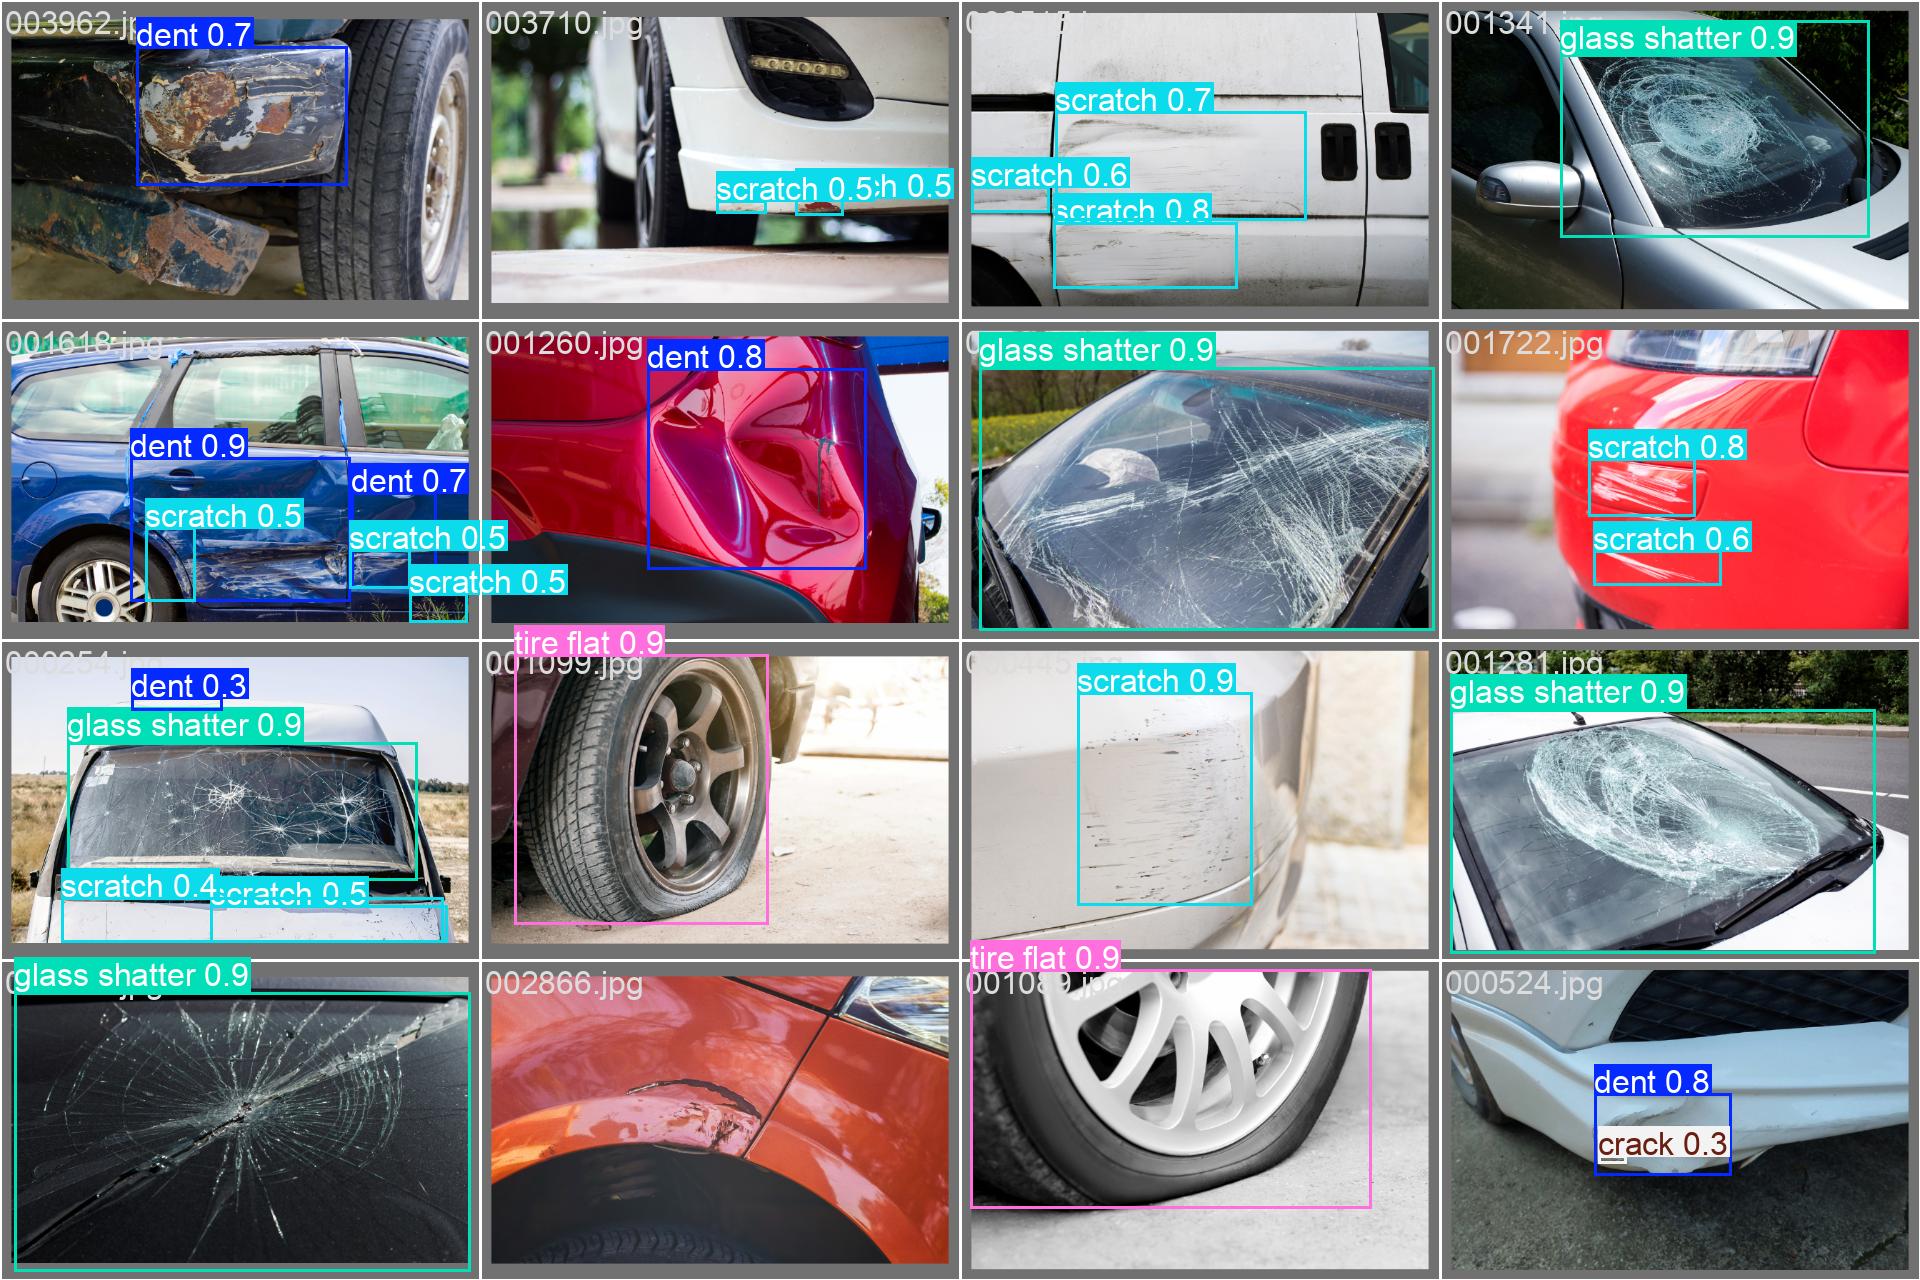 003962.jp
dent 0.7
003710.jpg
scratch 0.5
h 0.5
scratch 0.7
scratch 0.6
scratch 0.8
001341.jpg
glass shatter 0.9
001618.jpg
dent 0.9
dent 0.7
scratch 0.5
scratch 0.5
scratch 0.5
001260.jpg
dent 0.8
glass shatter 0.9
001722.jpg
scratch 0.8
scratch 0.6
000254.jpg
dent 0.3
glass shatter 0.9
scratch 0.4
scratch 0.5
tire flat 0.9
001099.jpg
scratch 0.9
001281.jpg
glass shatter 0.9
glass shatter 0.9
002866.jpg
tire flat 0.9
001089.jpg
000524.jpg
dent 0.8
crack 0.3